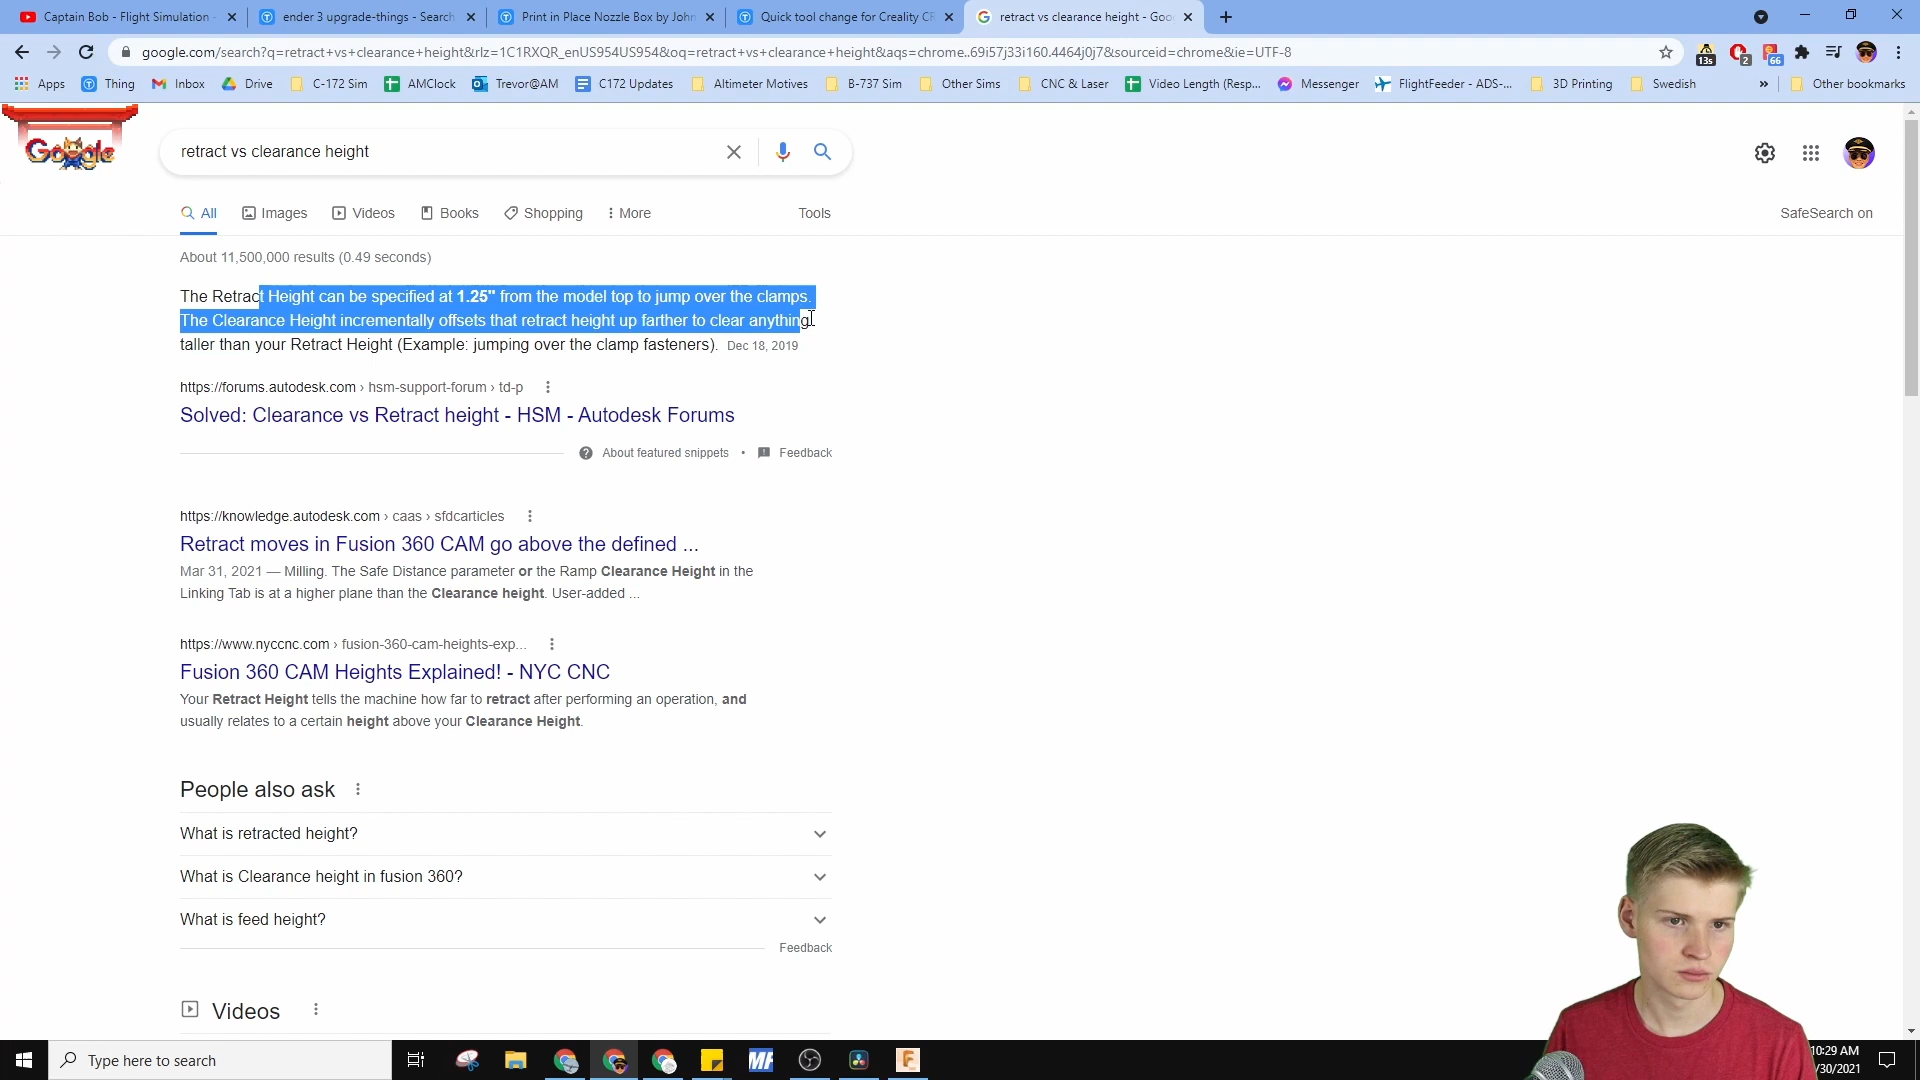 Captain Bob - Flight Simulation -
ender 3 upgrade-things - Search
Print in Place Nozzle Box by John
Quick tool change for Creality CR
retract vs clearance height - Goo
google.com/search?q=retract+vs+clearance+height&rlz=1C1RXQR_enUS954US954&oq=retract+vs+clearance+height&aqs=chrome..69i57j33i160.4464j0j7&sourceid=chrome&ie=UTF-8
13s
2
66
Apps
Thing
Inbox
Drive
C-172 Sim
AMClock
Trevor@AM
C172 Updates
Altimeter Motives
B-737 Sim
Other Sims
CNC & Laser
Video Length (Resp...
Messenger
FlightFeeder - ADS-...
3D Printing
Swedish
»
Other bookmarks
Google
retract vs clearance height
All
Images
Videos
Books
Shopping
More
Tools
SafeSearch on
About 11,500,000 results (0.49 seconds)
The Retract Height can be specified at 1.25" from the model top to jump over the clamps.
The Clearance Height incrementally offsets that retract height up farther to clear anything
taller than your Retract Height (Example: jumping over the clamp fasteners). Dec 18, 2019
https://forums.autodesk.com › hsm-support-forum › td-p
Solved: Clearance vs Retract height - HSM - Autodesk Forums
About featured snippets • Feedback
https://knowledge.autodesk.com › caas › sfdcarticles
Retract moves in Fusion 360 CAM go above the defined ...
Mar 31, 2021 — Milling. The Safe Distance parameter or the Ramp Clearance Height in the
Linking Tab is at a higher plane than the Clearance height. User-added ...
https://www.nyccnc.com › fusion-360-cam-heights-exp...
Fusion 360 CAM Heights Explained! - NYC CNC
Your Retract Height tells the machine how far to retract after performing an operation, and
usually relates to a certain height above your Clearance Height.
People also ask
What is retracted height?
What is Clearance height in fusion 360?
What is feed height?
Feedback
Videos
Type here to search
MF
F
10:29 AM
/30/2021